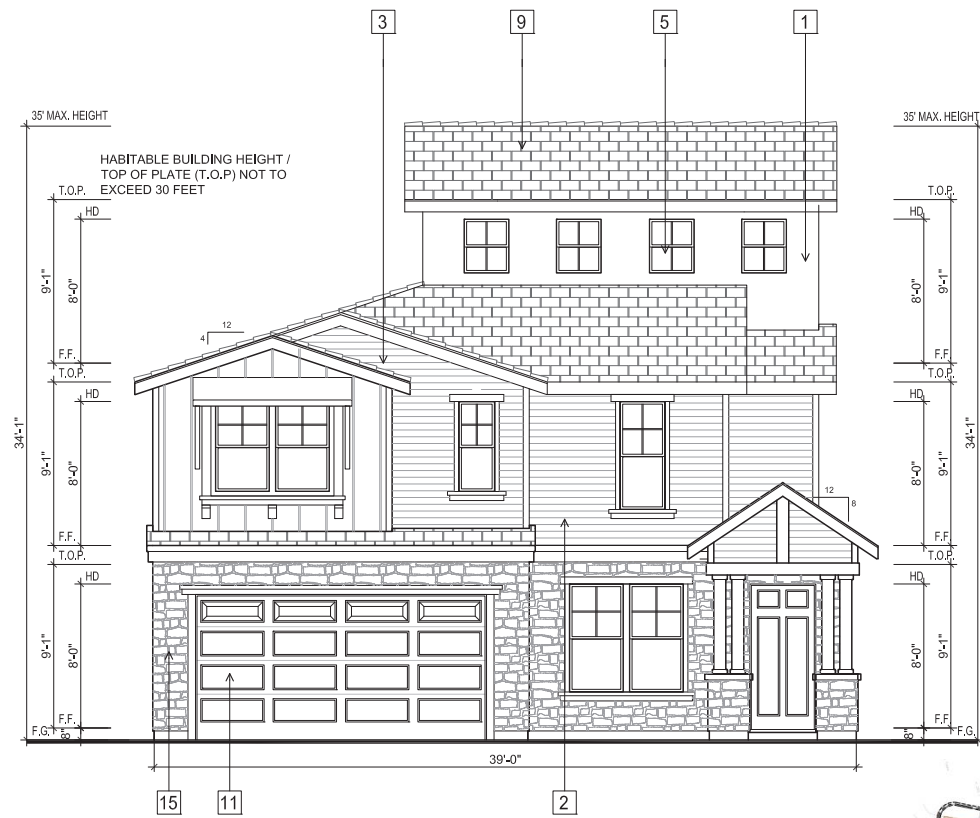 3
9
5
1
35' MAX. HEIGHT
35' MAX. HEIGHT
HABITABLE BUILDING HEIGHT /
TOP OF PLATE (T.O.P) NOT TO
EXCEED 30 FEET
T.O.P.
T.O.P.
HD
HD
9'-1"
8'-0"
8'-0"
9'-1"
12
4
F.F.
F.F.
T.O.P.
T.O.P.
HD
HD
34'-1"
9'-1"
8'-0"
8'-0"
9'-1"
34'-1"
12
8
F.F.
F.F.
T.O.P.
T.O.P.
HD
HD
9'-1"
8'-0"
8'-0"
9'-1"
F.F.
F.F.
F.G.
8"
8"
F.G.
39'-0"
15
11
2